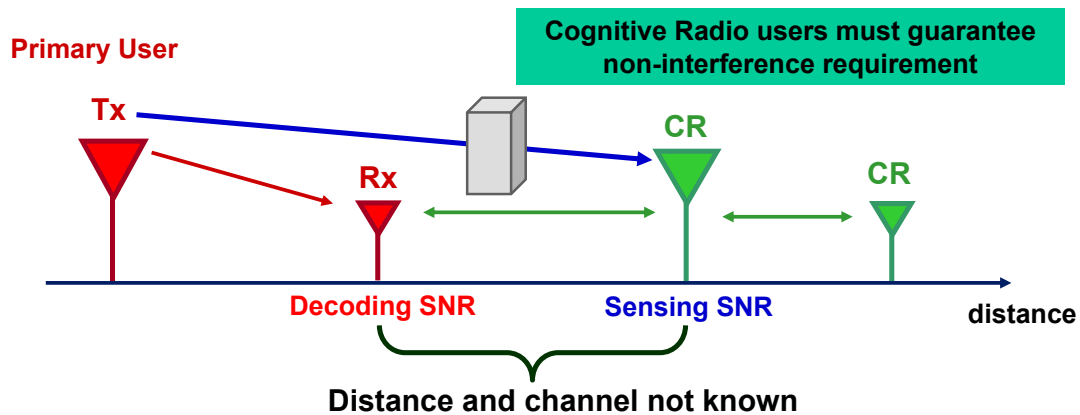 Cognitive Radio users must guarantee
non-interference requirement
Primary User
Tx
Rx
CR
CR
Decoding SNR
Sensing SNR
distance
Distance and channel not known